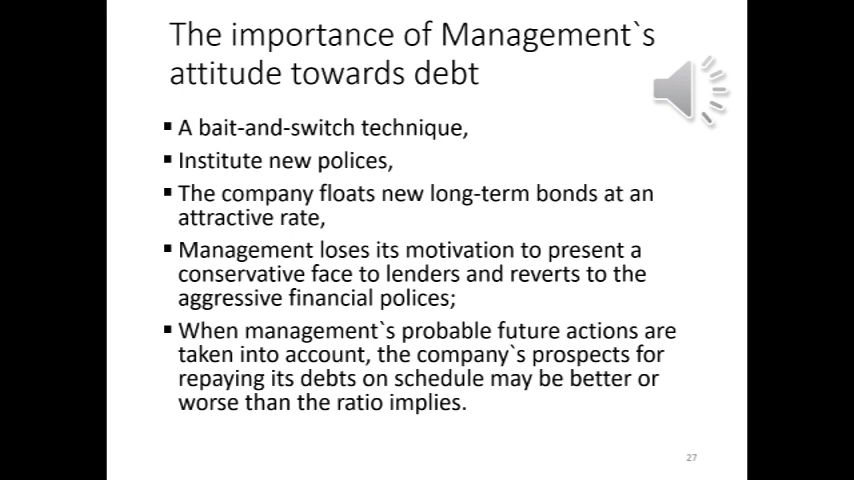 The importance of Management`s
attitude towards debt
▪ A bait-and-switch technique,
▪ Institute new polices,
▪ The company floats new long-term bonds at an
attractive rate,
▪ Management loses its motivation to present a
conservative face to lenders and reverts to the
aggressive financial polices;
▪ When management`s probable future actions are
taken into account, the company`s prospects for
repaying its debts on schedule may be better or
worse than the ratio implies.
27